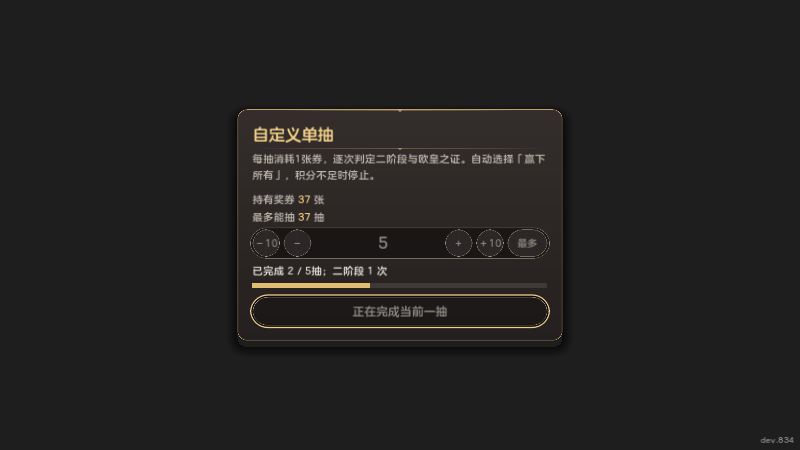 自定义单抽
每抽消耗1张券，逐次判定二阶段与欧皇之证。自动选择「赢下
所有」，积分不足时停止。
持有奖券 37 张
最多能抽 37 抽
−10 − 5 + +10 最多
已完成 2 / 5抽；二阶段 1 次
正在完成当前一抽
dev.834